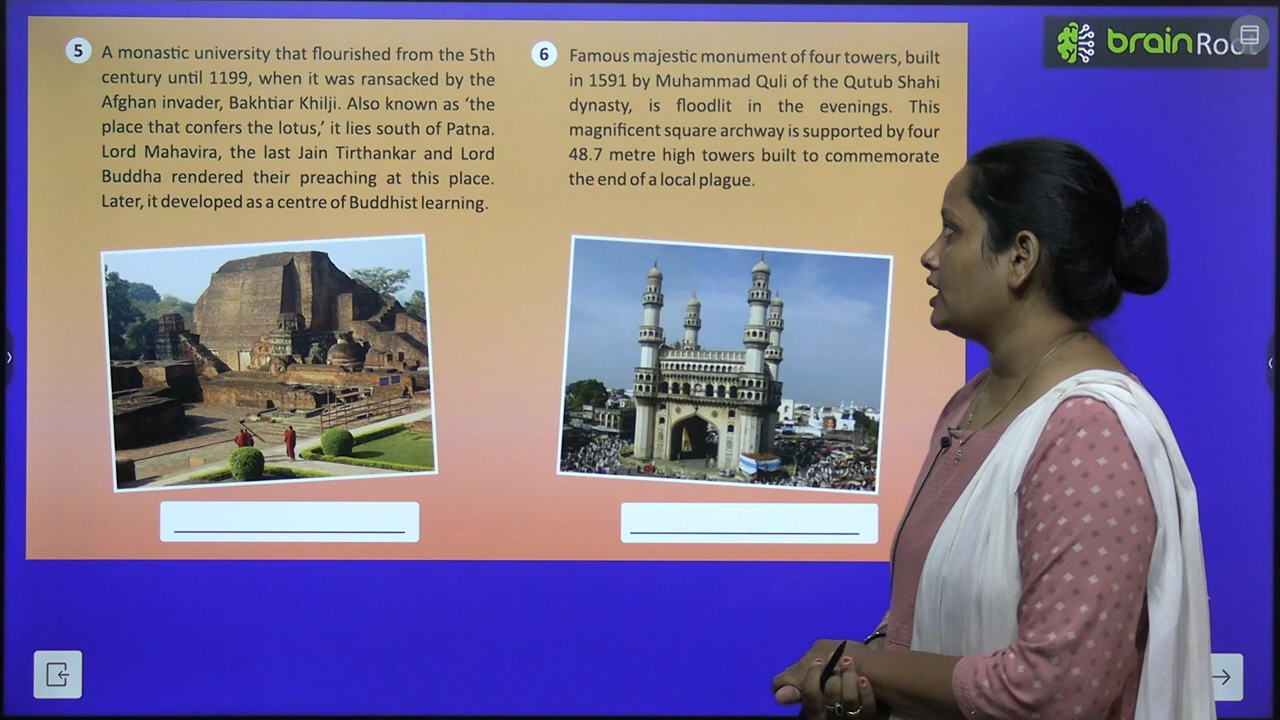 5
A monastic university that flourished from the 5th
century until 1199, when it was ransacked by the
Afghan invader, Bakhtiar Khilji. Also known as ‘the
place that confers the lotus,’ it lies south of Patna.
Lord Mahavira, the last Jain Tirthankar and Lord
Buddha rendered their preaching at this place.
Later, it developed as a centre of Buddhist learning.
6
Famous majestic monument of four towers, built
in 1591 by Muhammad Quli of the Qutub Shahi
dynasty, is floodlit in the evenings. This
magnificent square archway is supported by four
48.7 metre high towers built to commemorate
the end of a local plague.
brain